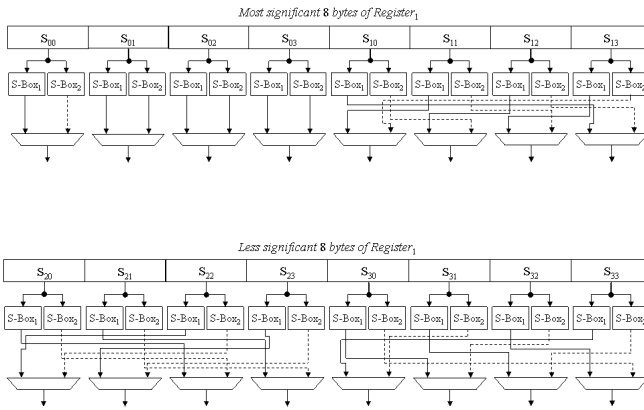 Most significant 8 bytes of Register1
S00 S01 S02 S03 S10 S11 S12 S13
S-Box1 S-Box2 S-Box1 S-Box2 S-Box1 S-Box2 S-Box1 S-Box2 S-Box1 S-Box2 S-Box1 S-Box2 S-Box1 S-Box2 S-Box1 S-Box2
Less significant 8 bytes of Register1
S20 S21 S22 S23 S30 S31 S32 S33
S-Box1 S-Box2 S-Box1 S-Box2 S-Box1 S-Box2 S-Box1 S-Box2 S-Box1 S-Box2 S-Box1 S-Box2 S-Box1 S-Box2 S-Box1 S-Box2